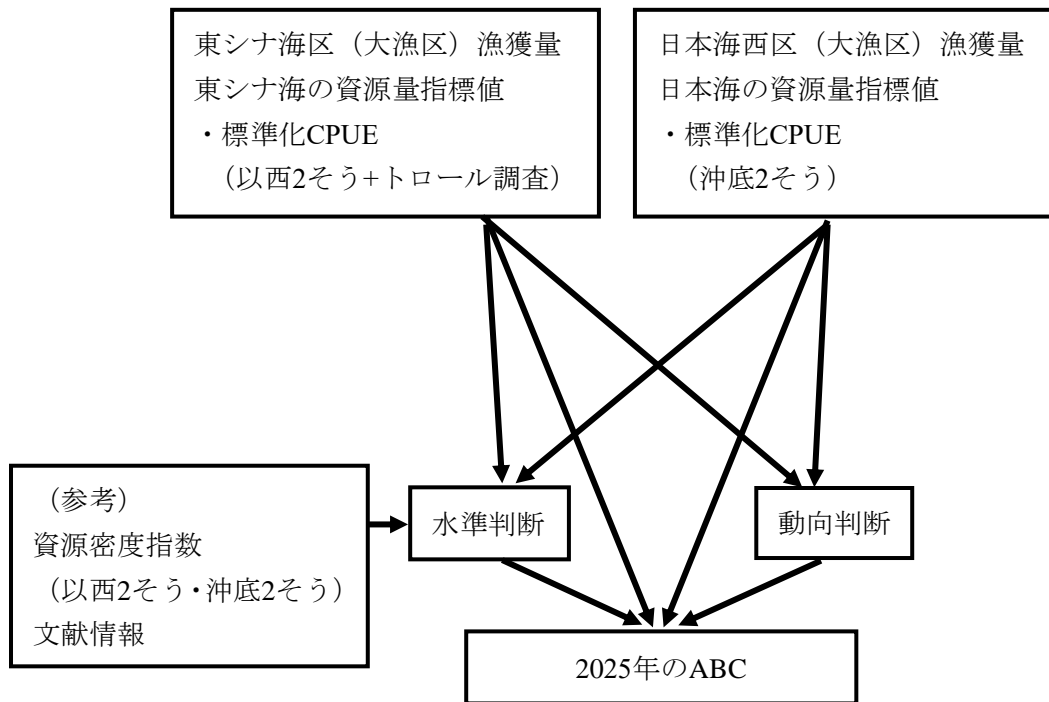 東シナ海区（大漁区）漁獲量
東シナ海の資源量指標値
・標準化CPUE
（以西2そう+トロール調査）
日本海西区（大漁区）漁獲量
日本海の資源量指標値
・標準化CPUE
（沖底2そう）
（参考）
資源密度指数
（以西2そう・沖底2そう）
文献情報
水準判断
動向判断
2025年のABC